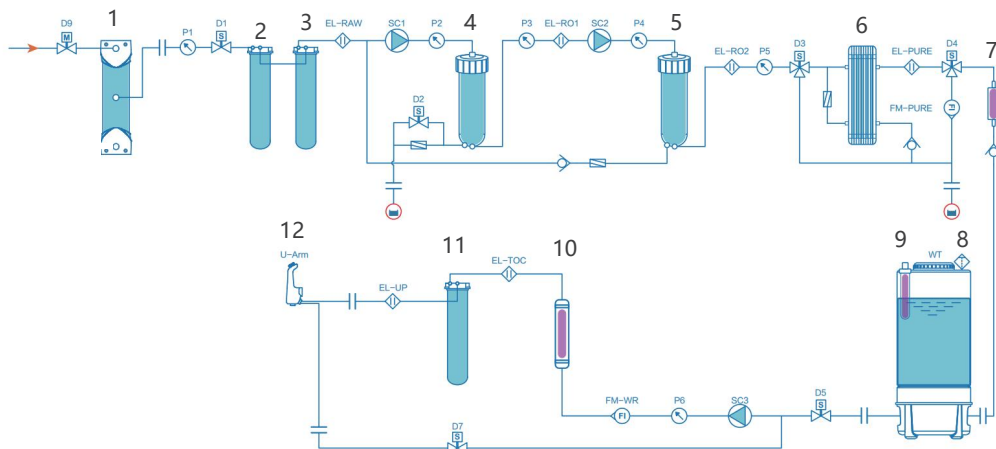 1
2
3
4
5
6
7
D9
M
P1
D1
S
EL-RAW
SC1
P2
P3
EL-RO1
SC2
P4
EL-RO2
P5
D3
S
EL-PURE
D4
S
D2
S
FM-PURE
FI
12
11
10
9
8
U-Arm
EL-UP
EL-TOC
WT
FM-WR
FI
P6
SC3
D5
S
D7
S